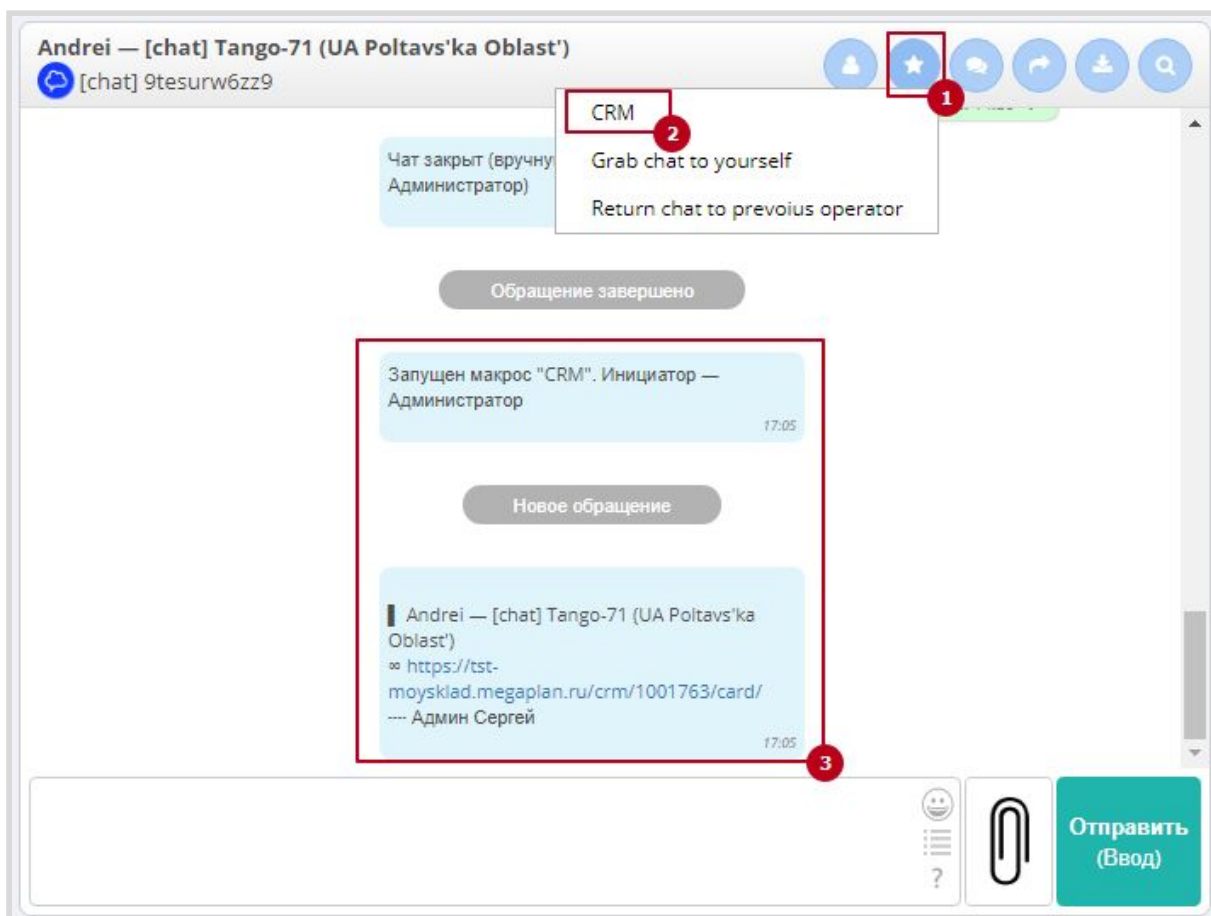 Andrei — [chat] Tango-71 (UA Poltavs'ka Oblast')
[chat] 9tesurw6zz9
1
CRM
2
Grab chat to yourself
Return chat to prevoius operator
Чат закрыт
Администратор)
Обращение завершено
Запущен макрос "CRM". Инициатор —
Администратор
17:05
Новое обращение
Andrei — [chat] Tango-71 (UA Poltavs'ka
Oblast')
∞ https://tst-
moysklad.megaplan.ru/crm/1001763/card/
---- Админ Сергей
17:05
3
?
Отправить
(Ввод)